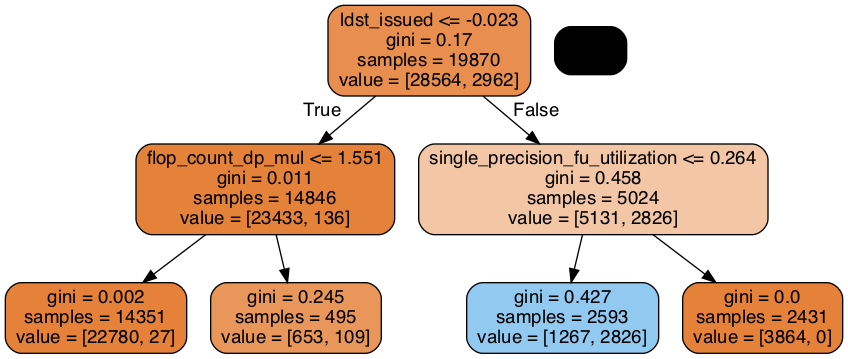 ldst_issued <= -0.023
gini = 0.17
samples = 19870
value = [28564, 2962]
True
False
flop_count_dp_mul <= 1.551
gini = 0.011
samples = 14846
value = [23433, 136]
single_precision_fu_utilization <= 0.264
gini = 0.458
samples = 5024
value = [5131, 2826]
gini = 0.002
samples = 14351
value = [22780, 27]
gini = 0.245
samples = 495
value = [653, 109]
gini = 0.427
samples = 2593
value = [1267, 2826]
gini = 0.0
samples = 2431
value = [3864, 0]